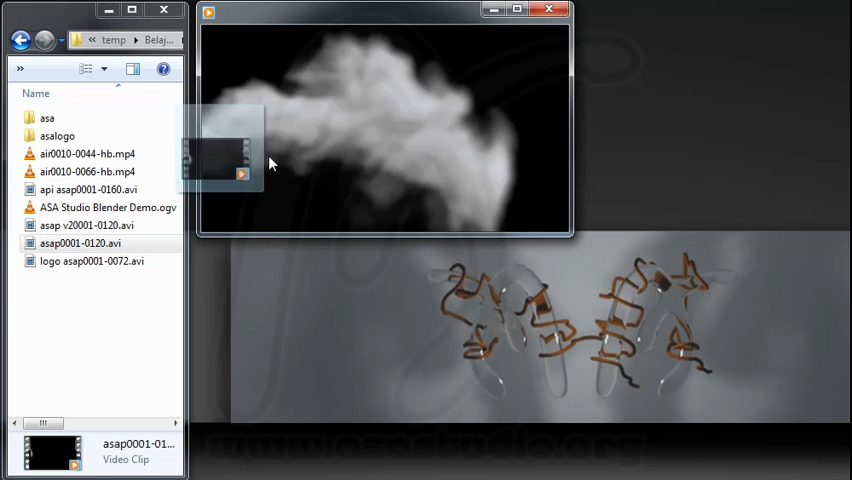 « temp ▸ Belaj...
»
Name
asa
asalogo
air0010-0044-hb.mp4
air0010-0066-hb.mp4
api asap0001-0160.avi
ASA Studio Blender Demo.ogv
asap v20001-0120.avi
asap0001-0120.avi
logo asap0001-0072.avi
asap0001-01...
Video Clip